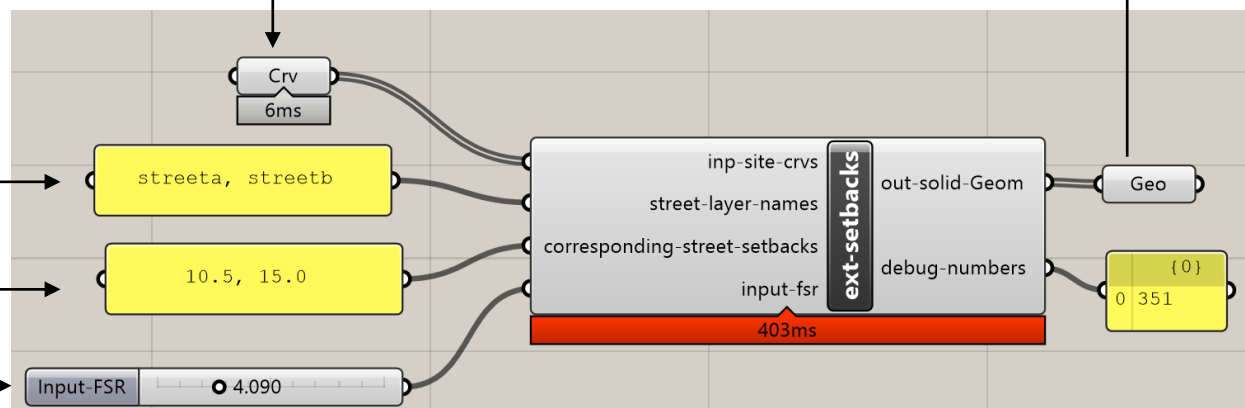 Crv
6ms
streeta, streetb
10.5, 15.0
Input-FSR 4.090
inp-site-crvs
street-layer-names
corresponding-street-setbacks
input-fsr
ext-setbacks
out-solid-Geom
debug-numbers
403ms
Geo
{0}
0 351